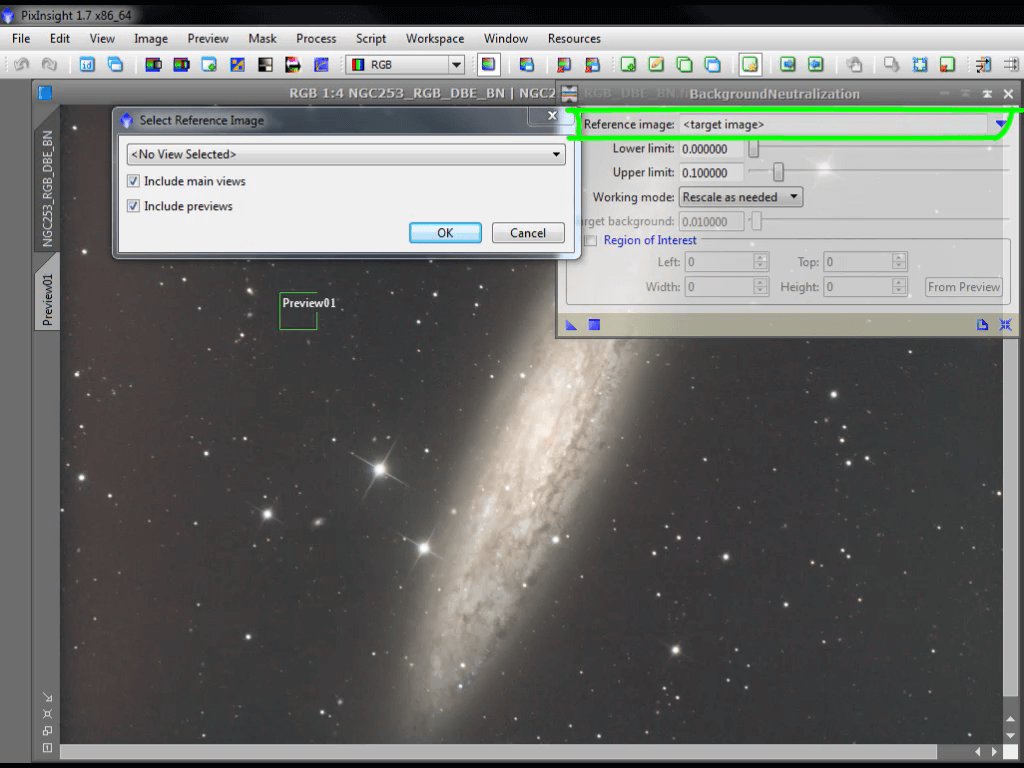 PixInsight 1.7 x86_64
File Edit View Image Preview Mask Process Script Workspace Window Resources
1d
RGB
RGB 1:4 NGC253_RGB_DBE_BN | NGC2
RGB_DBE_BN.f
BackgroundNeutralization
NGC253_RGB_DBE_BN
Preview01
Select Reference Image
<No View Selected>
Include main views
Include previews
OK Cancel
Reference image: <target image>
Lower limit: 0.000000
Upper limit: 0.100000
Working mode: Rescale as needed
rget background: 0.010000
Region of Interest
Left: 0 Top: 0
Width: 0 Height: 0 From Preview
Preview01